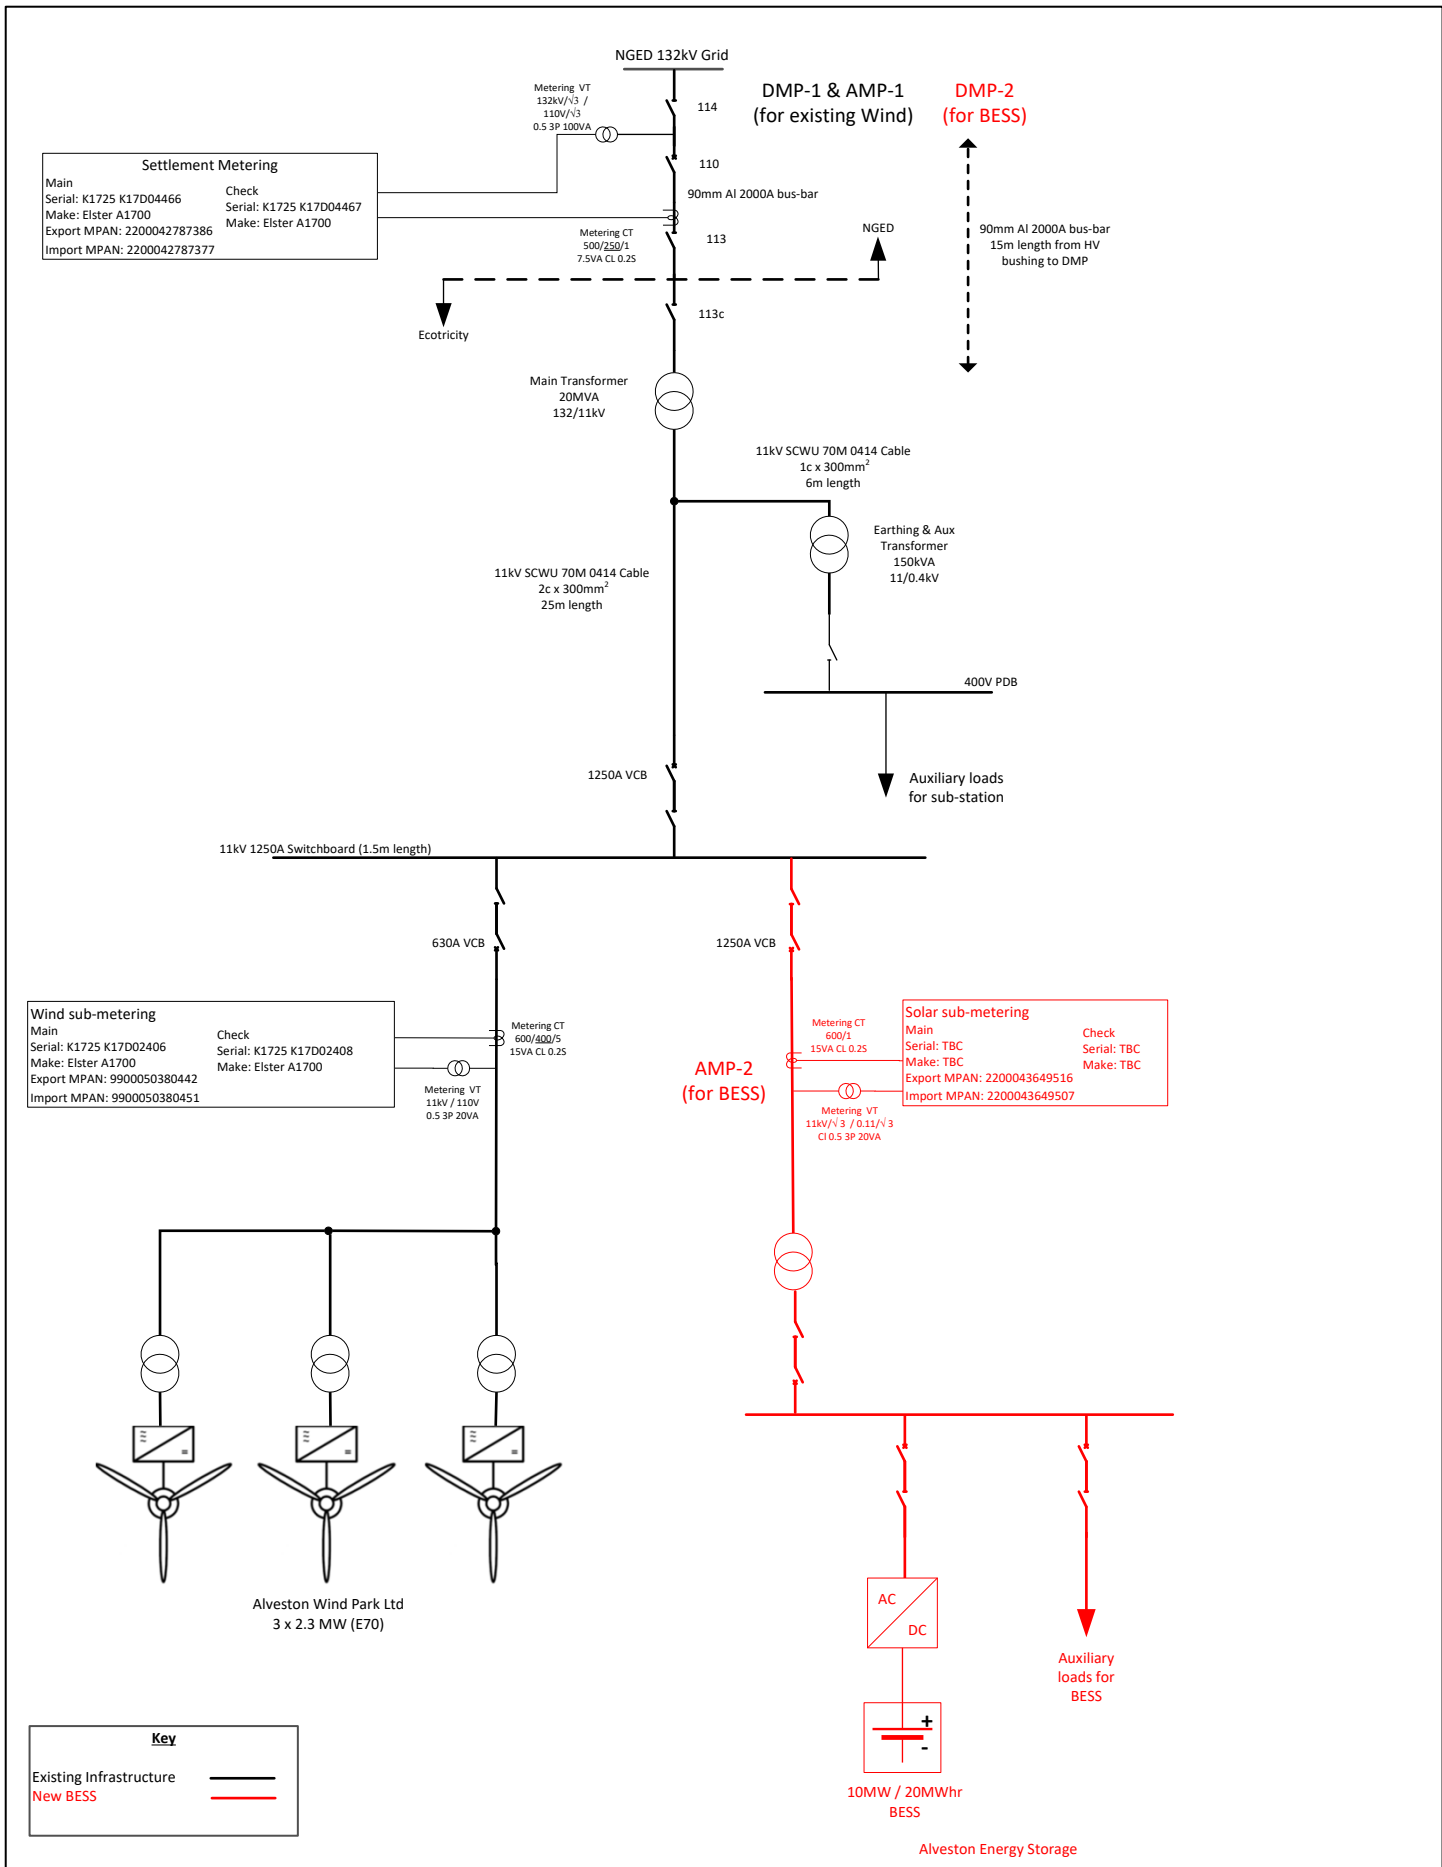 NGED 132kV Grid
Metering VT
132kV/√3 /
110V/√3
0.5 3P 100VA
114
DMP-1 & AMP-1
(for existing Wind)
DMP-2
(for BESS)
Settlement Metering
Main
Serial: K1725 K17D04466
Make: Elster A1700
Export MPAN: 2200042787386
Import MPAN: 2200042787377
Check
Serial: K1725 K17D04467
Make: Elster A1700
110
90mm Al 2000A bus-bar
Metering CT
500/250/1
7.5VA CL 0.2S
113
NGED
90mm Al 2000A bus-bar
15m length from HV
bushing to DMP
Ecotricity
113c
Main Transformer
20MVA
132/11kV
11kV SCWU 70M 0414 Cable
1c x 300mm²
6m length
Earthing & Aux
Transformer
150kVA
11/0.4kV
11kV SCWU 70M 0414 Cable
2c x 300mm²
25m length
400V PDB
1250A VCB
Auxiliary loads
for sub-station
11kV 1250A Switchboard (1.5m length)
630A VCB
1250A VCB
Wind sub-metering
Main
Serial: K1725 K17D02406
Make: Elster A1700
Export MPAN: 9900050380442
Import MPAN: 9900050380451
Check
Serial: K1725 K17D02408
Make: Elster A1700
Metering CT
600/400/5
15VA CL 0.2S
Metering VT
11kV / 110V
0.5 3P 20VA
AMP-2
(for BESS)
Metering CT
600/1
15VA CL 0.2S
Metering VT
11kV/√ 3 / 0.11/√ 3
Cl 0.5 3P 20VA
Solar sub-metering
Main
Serial: TBC
Make: TBC
Export MPAN: 2200043649516
Import MPAN: 2200043649507
Check
Serial: TBC
Make: TBC
Alveston Wind Park Ltd
3 x 2.3 MW (E70)
AC
DC
Auxiliary
loads for
BESS
+
-
10MW / 20MWhr
BESS
Alveston Energy Storage
Key
Existing Infrastructure
New BESS